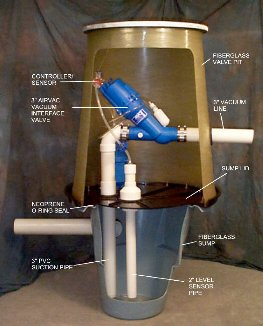 FIBERGLASS
VALVE PIT
CONTROLLER/
SENSOR
3" AIRVAC
VACUUM
INTERFACE
VALVE
3" VACUUM
LINE
SUMP LID
NEOPRENE
O RING SEAL
FIBERGLASS
SUMP
3" PVC
SUCTION PIPE
2" LEVEL
SENSOR
PIPE